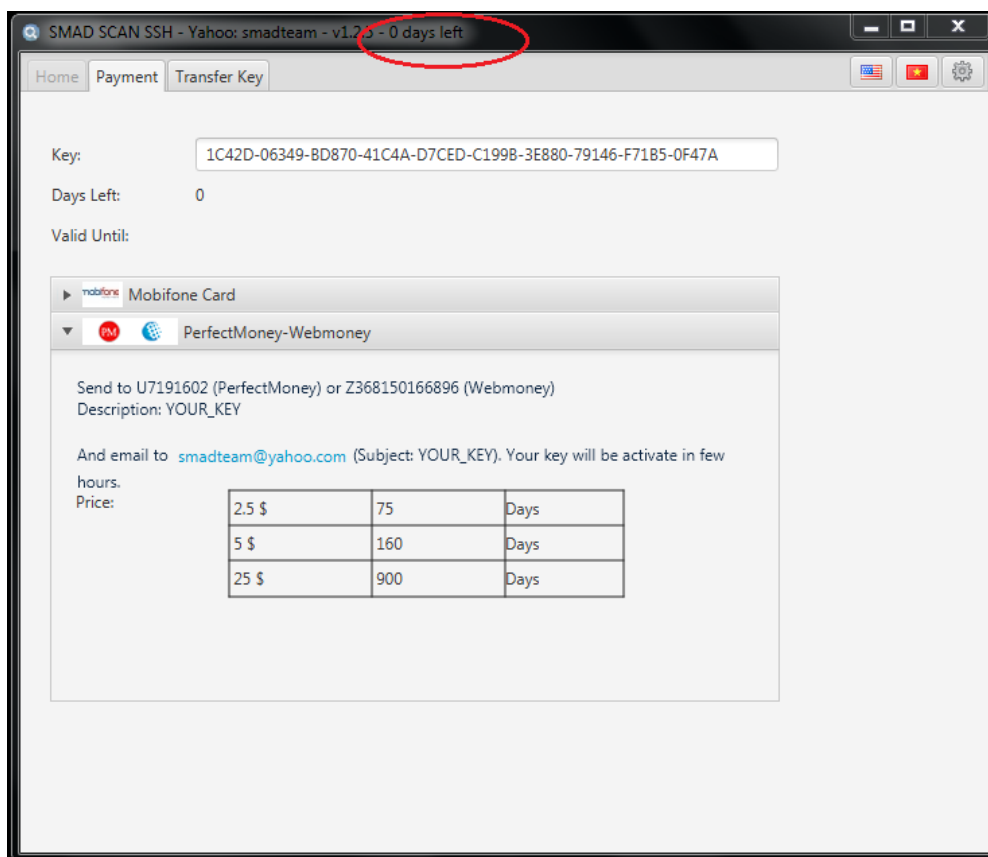 SMAD SCAN SSH - Yahoo: smadteam - v1.2.5 - 0 days left
Home Payment Transfer Key
Key: 1C42D-06349-BD870-41C4A-D7CED-C199B-3E880-79146-F71B5-0F47A
Days Left: 0
Valid Until:
mobifone Mobifone Card
PM PerfectMoney-Webmoney
Send to U7191602 (PerfectMoney) or Z368150166896 (Webmoney)
Description: YOUR_KEY
And email to smadteam@yahoo.com (Subject: YOUR_KEY). Your key will be activate in few
hours.
Price:
2.5 $ 75 Days
5 $ 160 Days
25 $ 900 Days